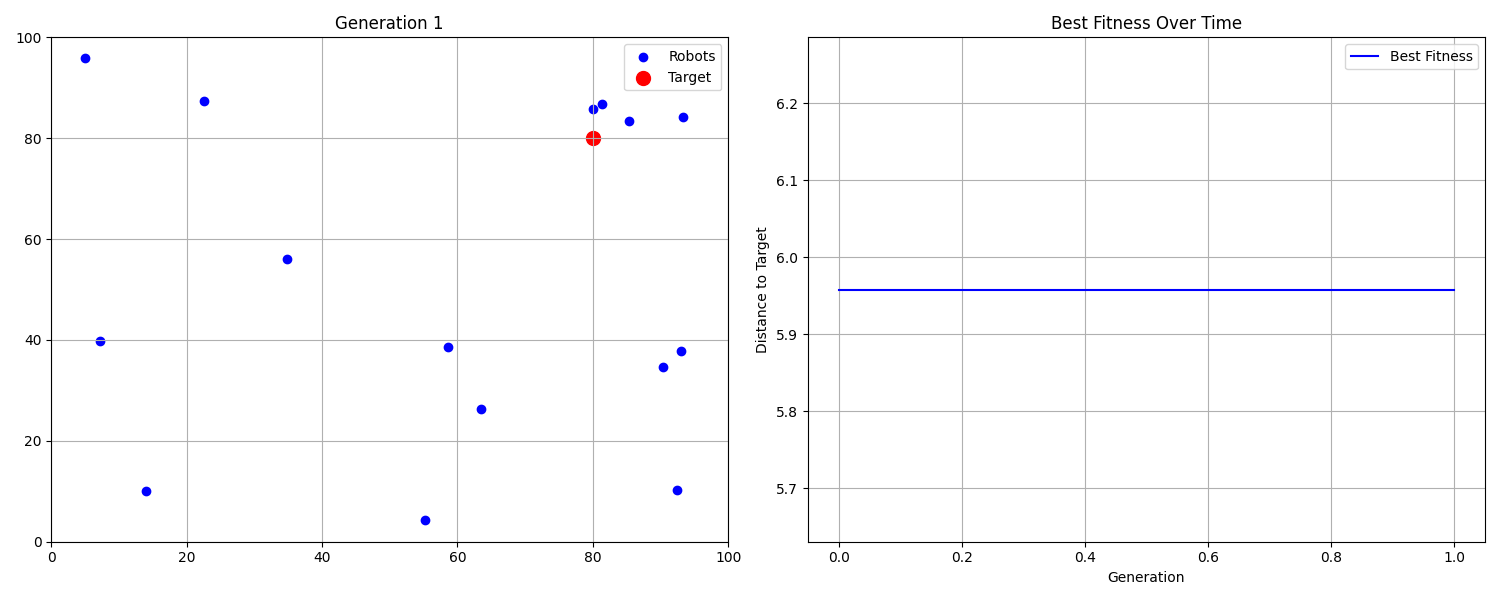 Generation 1
Robots
Target
100
80
60
40
20
0
0 20 40 60 80 100
Best Fitness Over Time
Best Fitness
Distance to Target
6.2
6.1
6.0
5.9
5.8
5.7
0.0 0.2 0.4 0.6 0.8 1.0
Generation